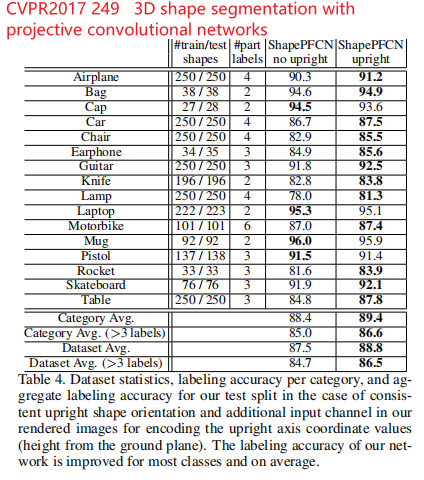 CVPR2017 249 3D shape segmentation with
projective convolutional networks
#train/test #part ShapePFCN ShapePFCN
shapes labels no upright upright
Airplane 250 / 250 4 90.3 91.2
Bag 38 / 38 2 94.6 94.9
Cap 27 / 28 2 94.5 93.6
Car 250 / 250 4 86.7 87.5
Chair 250 / 250 4 82.9 85.5
Earphone 34 / 35 3 84.9 85.6
Guitar 250 / 250 3 91.8 92.5
Knife 196 / 196 2 82.8 83.8
Lamp 250 / 250 4 78.0 81.3
Laptop 222 / 223 2 95.3 95.1
Motorbike 101 / 101 6 87.0 87.4
Mug 92 / 92 2 96.0 95.9
Pistol 137 / 138 3 91.5 91.4
Rocket 33 / 33 3 81.6 83.9
Skateboard 76 / 76 3 91.9 92.1
Table 250 / 250 3 84.8 87.8
Category Avg. 88.4 89.4
Category Avg. (>3 labels) 85.0 86.6
Dataset Avg. 87.5 88.8
Dataset Avg. (>3 labels) 84.7 86.5
Table 4. Dataset statistics, labeling accuracy per category, and ag-
gregate labeling accuracy for our test split in the case of consis-
tent upright shape orientation and additional input channel in our
rendered images for encoding the upright axis coordinate values
(height from the ground plane). The labeling accuracy of our net-
work is improved for most classes and on average.